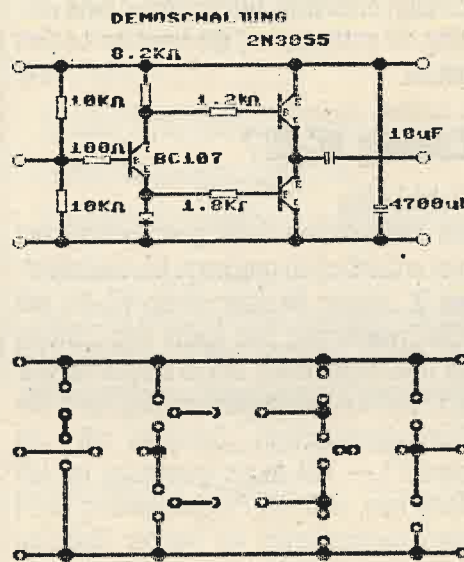 DEMOSCHALTUNG
2N3055
8.2KΩ
10KΩ
1.2kΩ
10uF
100Ω
BC107
10KΩ
1.8KΩ
4700uF